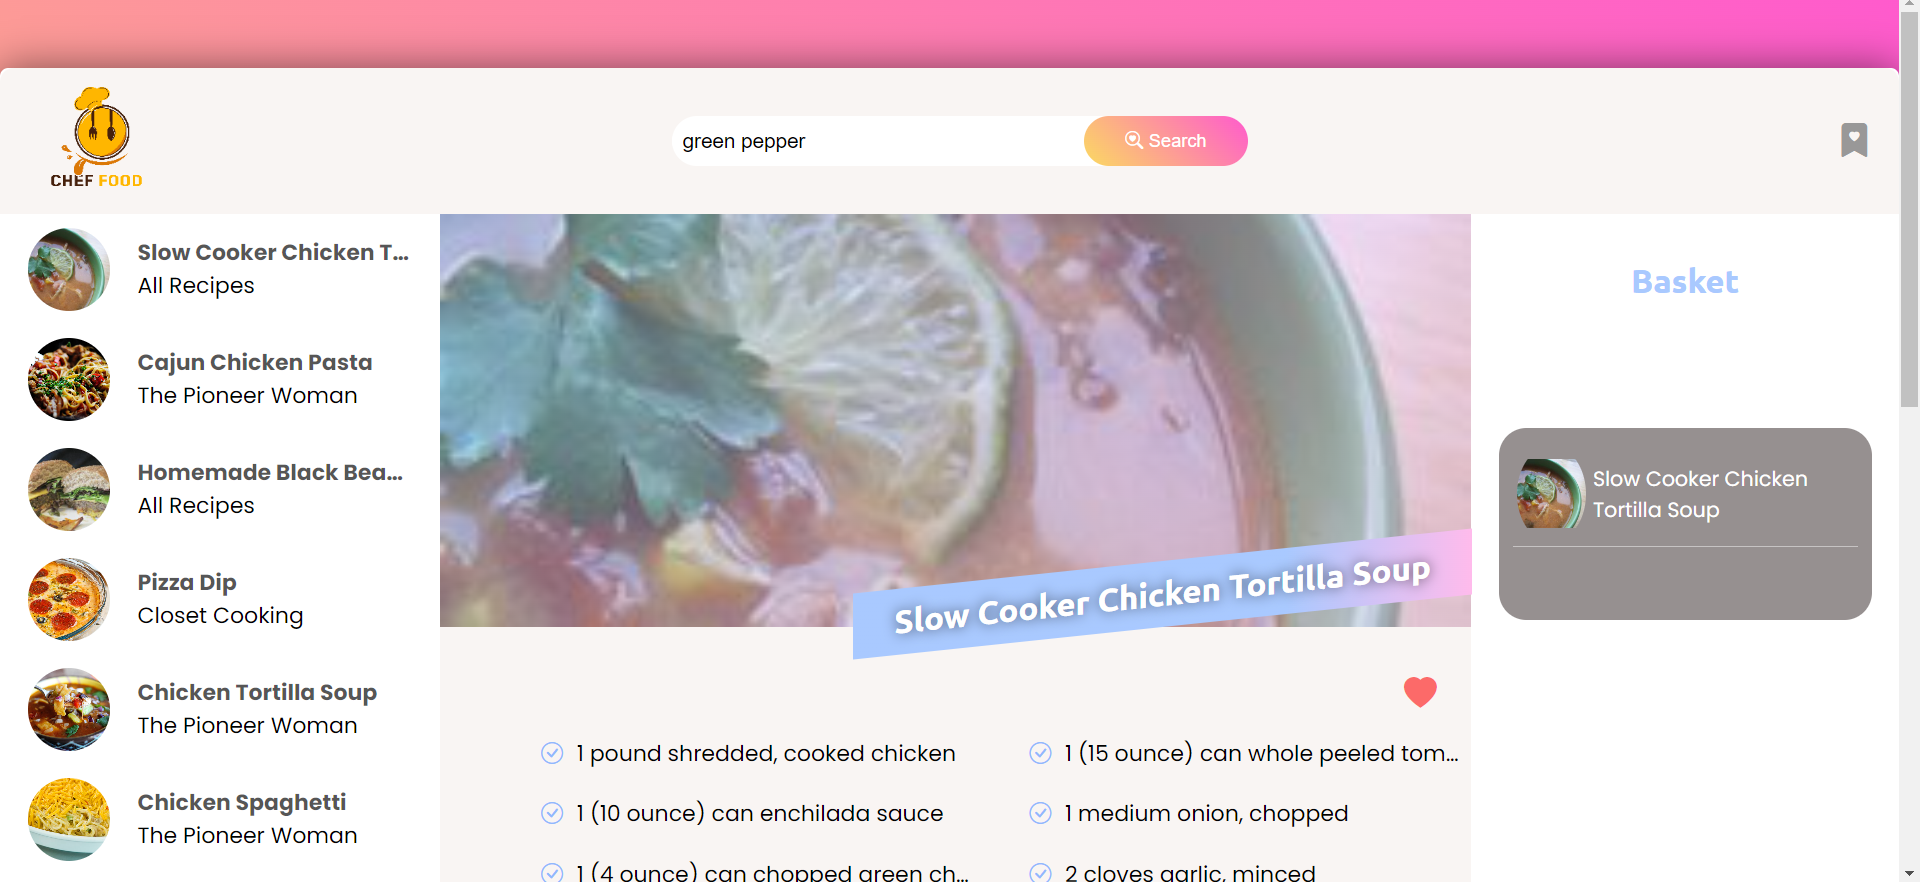 CHEF FOOD
green pepper
Search
Slow Cooker Chicken T...
All Recipes
Cajun Chicken Pasta
The Pioneer Woman
Homemade Black Bea...
All Recipes
Pizza Dip
Closet Cooking
Chicken Tortilla Soup
The Pioneer Woman
Chicken Spaghetti
The Pioneer Woman
Slow Cooker Chicken Tortilla Soup
1 pound shredded, cooked chicken
1 (15 ounce) can whole peeled tom...
1 (10 ounce) can enchilada sauce
1 medium onion, chopped
1 (4 ounce) can chopped green ch...
2 cloves garlic, minced
Basket
Slow Cooker Chicken
Tortilla Soup